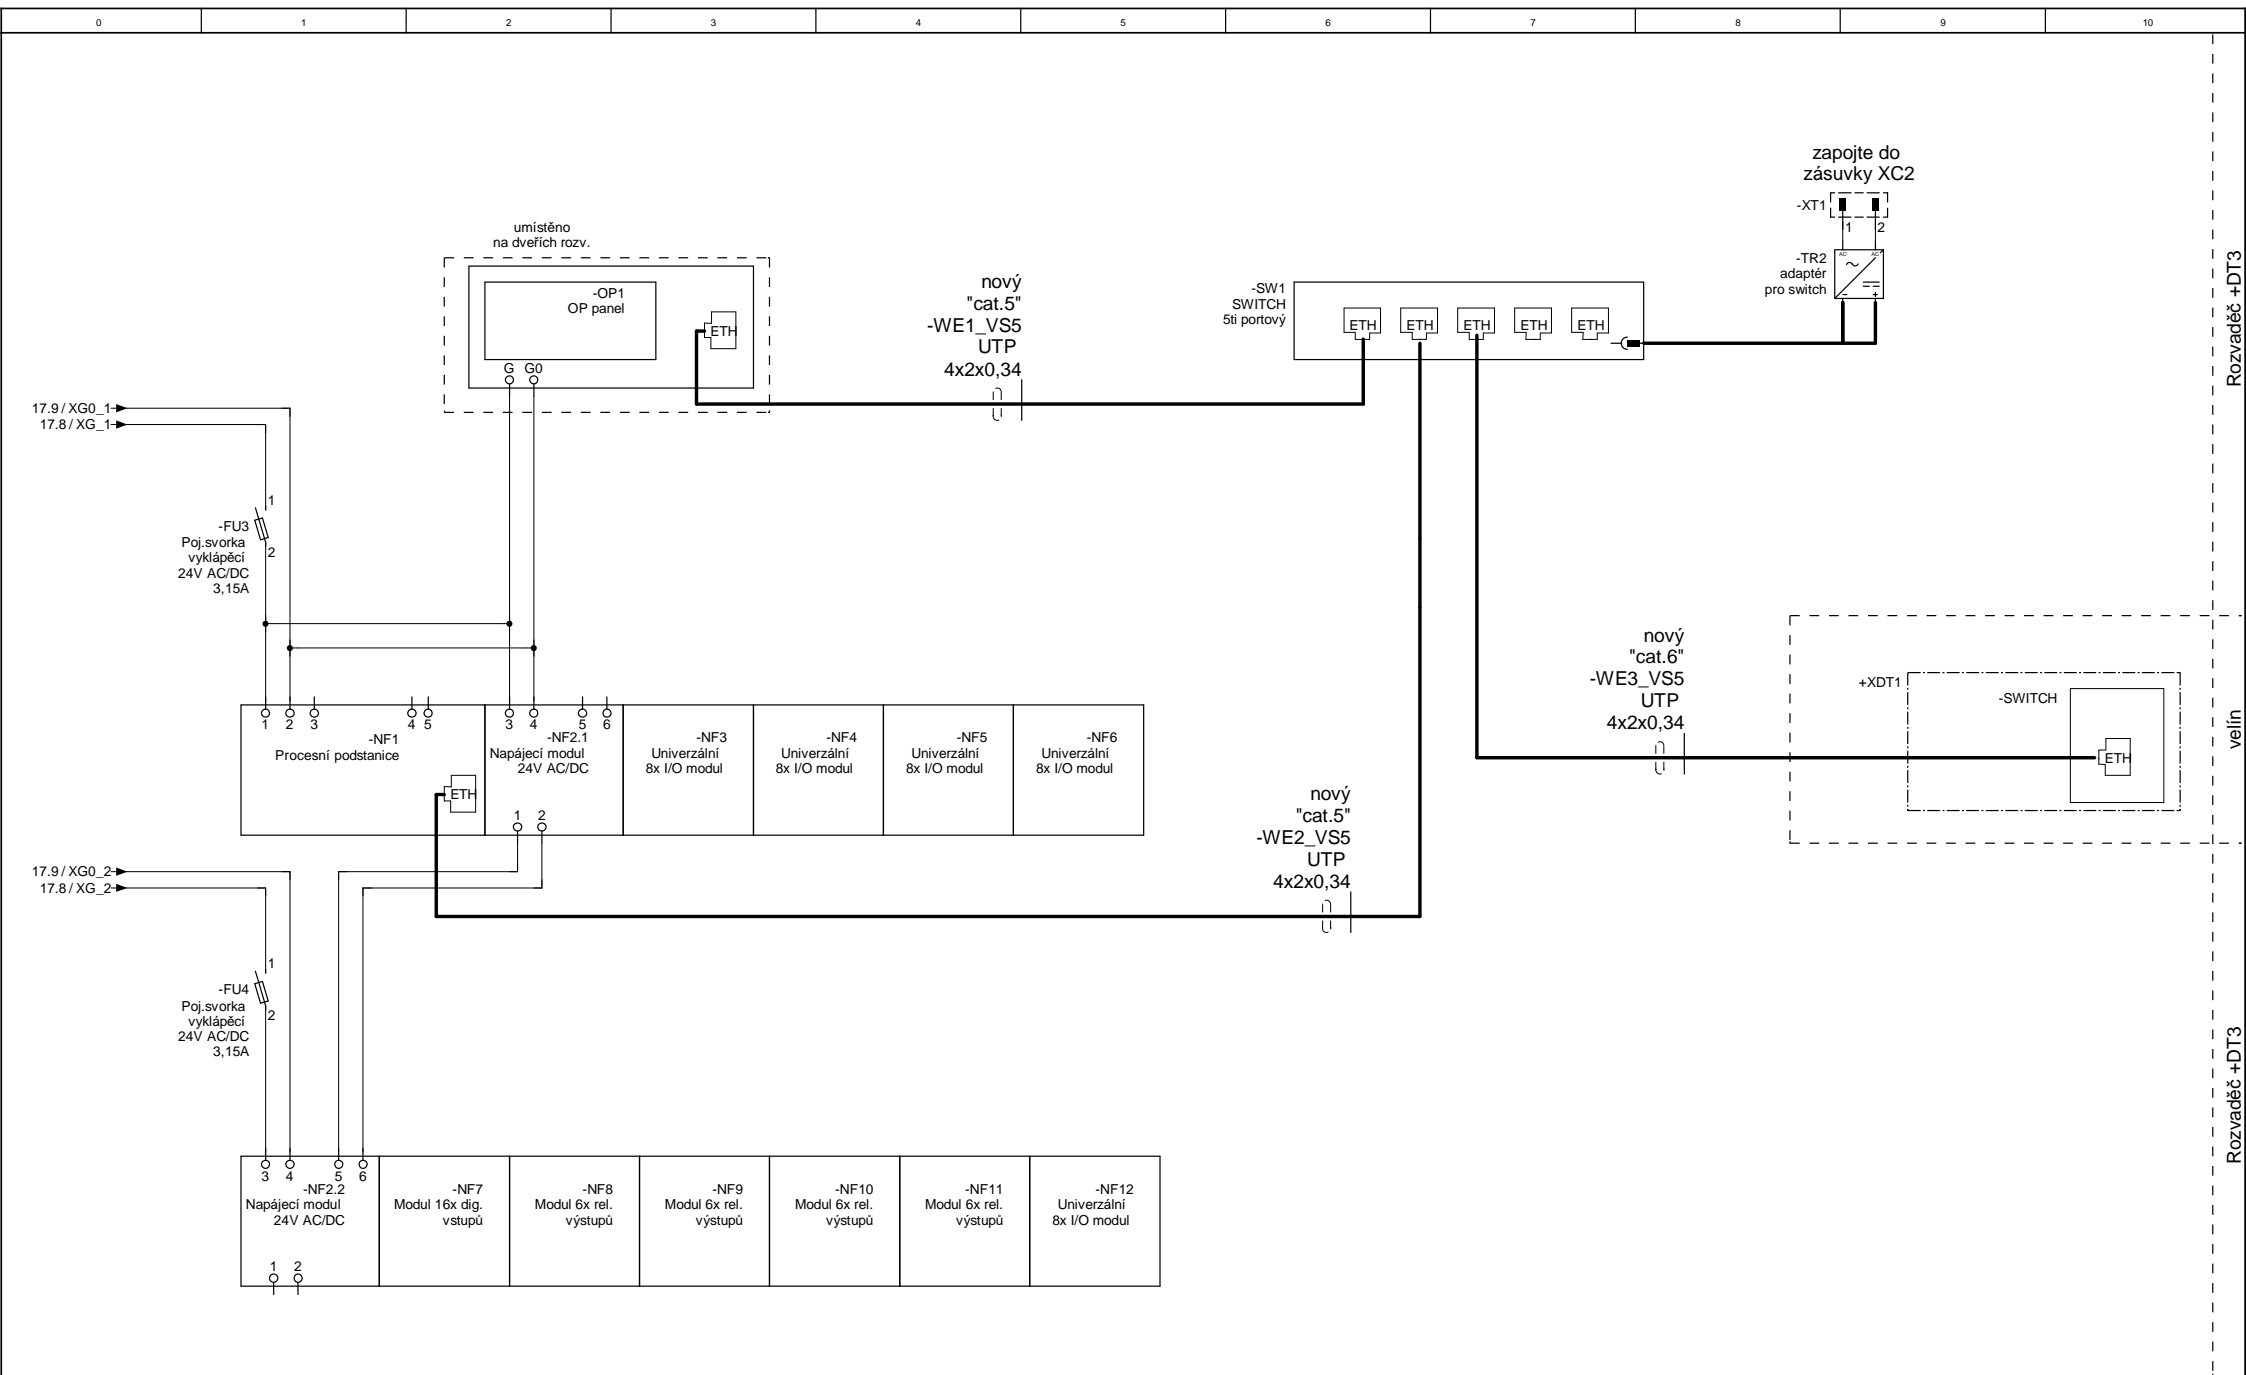 0 1 2 3 4 5 6 7 8 9 10
zapojte do
zásuvky XC2
-XT1
1 2
-TR2
adaptér
pro switch
AC AC
- +
umístěno
na dveřích rozv.
-OP1
OP panel
ETH
G G0
nový
"cat.5"
-WE1_VS5
UTP
4x2x0,34
-SW1
SWITCH
5ti portový
ETH ETH ETH ETH ETH
Rozvaděč +DT3
17.9 / XG0_1
17.8 / XG_1
1
-FU3
Poj.svorka
vyklápěcí
24V AC/DC
3,15A
2
nový
"cat.6"
-WE3_VS5
UTP
4x2x0,34
+XDT1
-SWITCH
ETH
velín
1 2 3 4 5
-NF1
Procesní podstanice
ETH
3 4 5 6
-NF2.1
Napájecí modul
24V AC/DC
1 2
-NF3
Univerzální
8x I/O modul
-NF4
Univerzální
8x I/O modul
-NF5
Univerzální
8x I/O modul
-NF6
Univerzální
8x I/O modul
nový
"cat.5"
-WE2_VS5
UTP
4x2x0,34
17.9 / XG0_2
17.8 / XG_2
1
-FU4
Poj.svorka
vyklápěcí
24V AC/DC
3,15A
2
Rozvaděč +DT3
3 4 5 6
-NF2.2
Napájecí modul
24V AC/DC
1 2
-NF7
Modul 16x dig.
vstupů
-NF8
Modul 6x rel.
výstupů
-NF9
Modul 6x rel.
výstupů
-NF10
Modul 6x rel.
výstupů
-NF11
Modul 6x rel.
výstupů
-NF12
Univerzální
8x I/O modul